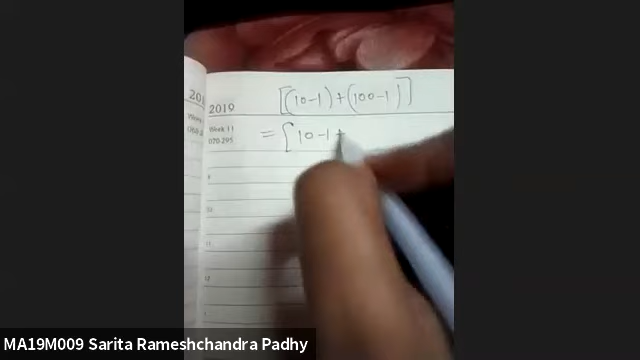 2019
[(10-1)+(100-1)]
Week 11
070-295
=[10-1+
MA19M009 Sarita Rameshchandra Padhy